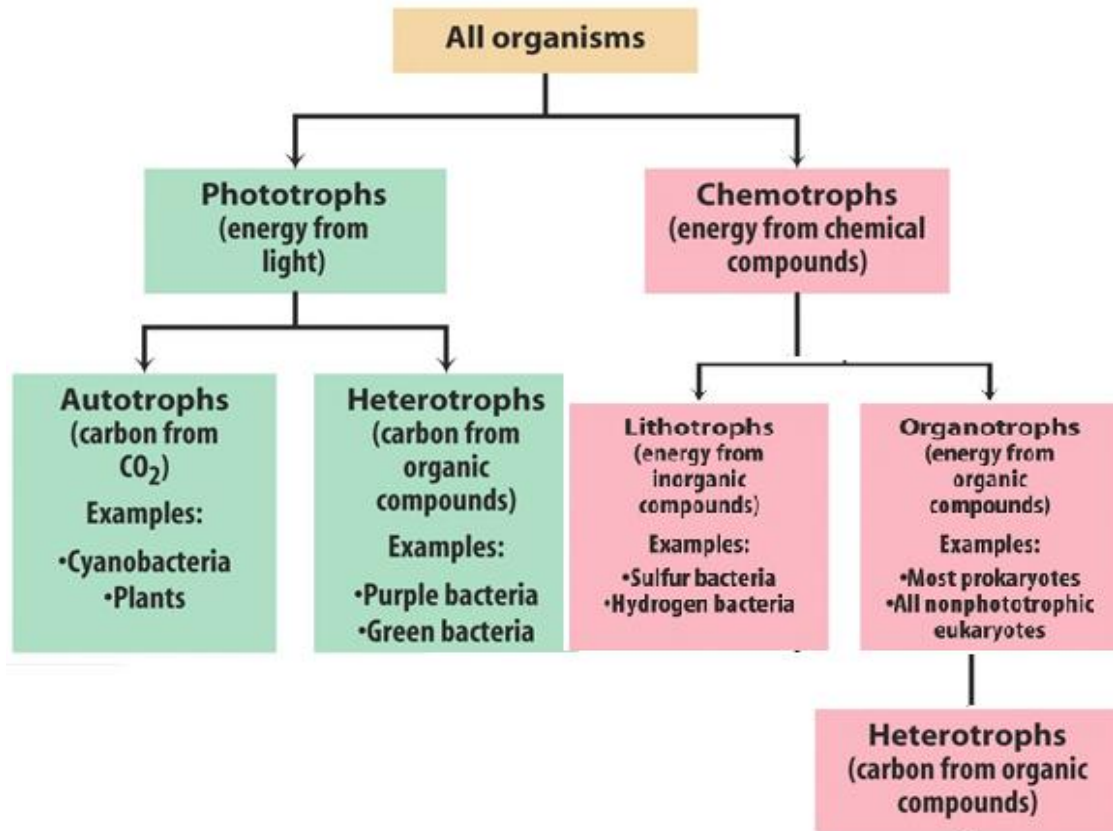 All organisms
Phototrophs
(energy from
light)
Chemotrophs
(energy from chemical
compounds)
Autotrophs
(carbon from
CO₂)
Examples:
•Cyanobacteria
•Plants
Heterotrophs
(carbon from
organic
compounds)
Examples:
•Purple bacteria
•Green bacteria
Lithotrophs
(energy from
inorganic
compounds)
Examples:
•Sulfur bacteria
•Hydrogen bacteria
Organotrophs
(energy from
organic
compounds)
Examples:
•Most prokaryotes
•All nonphototrophic
eukaryotes
Heterotrophs
(carbon from organic
compounds)